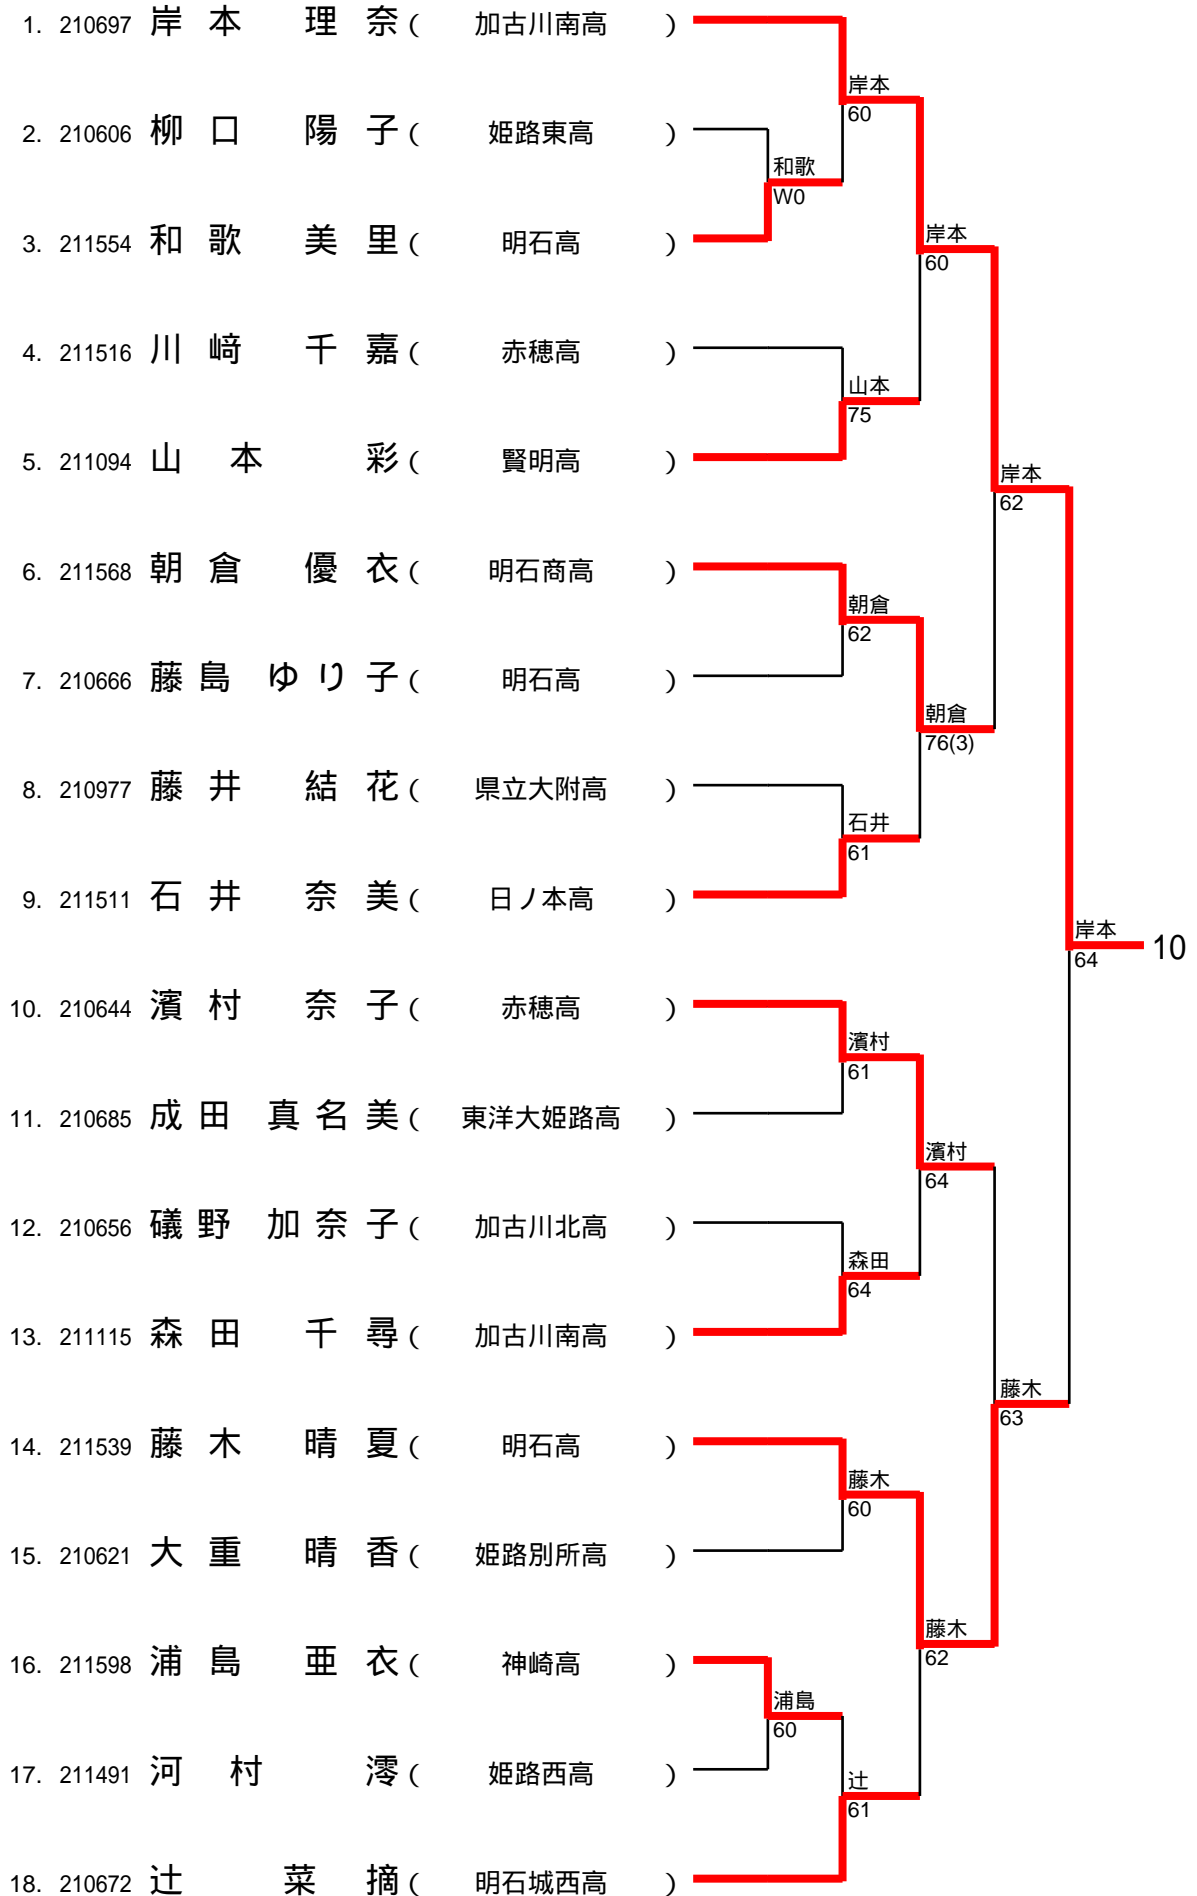 1. 210697 岸本 理奈 ( 加古川南高 )
岸本
60
2. 210606 柳口 陽子 ( 姫路東高 )
和歌
W0
3. 211554 和歌 美里 ( 明石高 )
岸本
60
4. 211516 川﨑 千嘉 ( 赤穂高 )
山本
75
5. 211094 山本 彩 ( 賢明高 )
岸本
62
6. 211568 朝倉 優衣 ( 明石商高 )
朝倉
62
7. 210666 藤島 ゆり子 ( 明石高 )
朝倉
76(3)
8. 210977 藤井 結花 ( 県立大附高 )
石井
61
9. 211511 石井 奈美 ( 日ノ本高 )
岸本
64
10
10. 210644 濱村 奈子 ( 赤穂高 )
濱村
61
11. 210685 成田 真名美 ( 東洋大姫路高 )
濱村
64
12. 210656 礒野 加奈子 ( 加古川北高 )
森田
64
13. 211115 森田 千尋 ( 加古川南高 )
藤木
63
14. 211539 藤木 晴夏 ( 明石高 )
藤木
60
15. 210621 大重 晴香 ( 姫路別所高 )
藤木
62
16. 211598 浦島 亜衣 ( 神崎高 )
浦島
60
17. 211491 河村 澪 ( 姫路西高 )
辻
61
18. 210672 辻 菜摘 ( 明石城西高 )